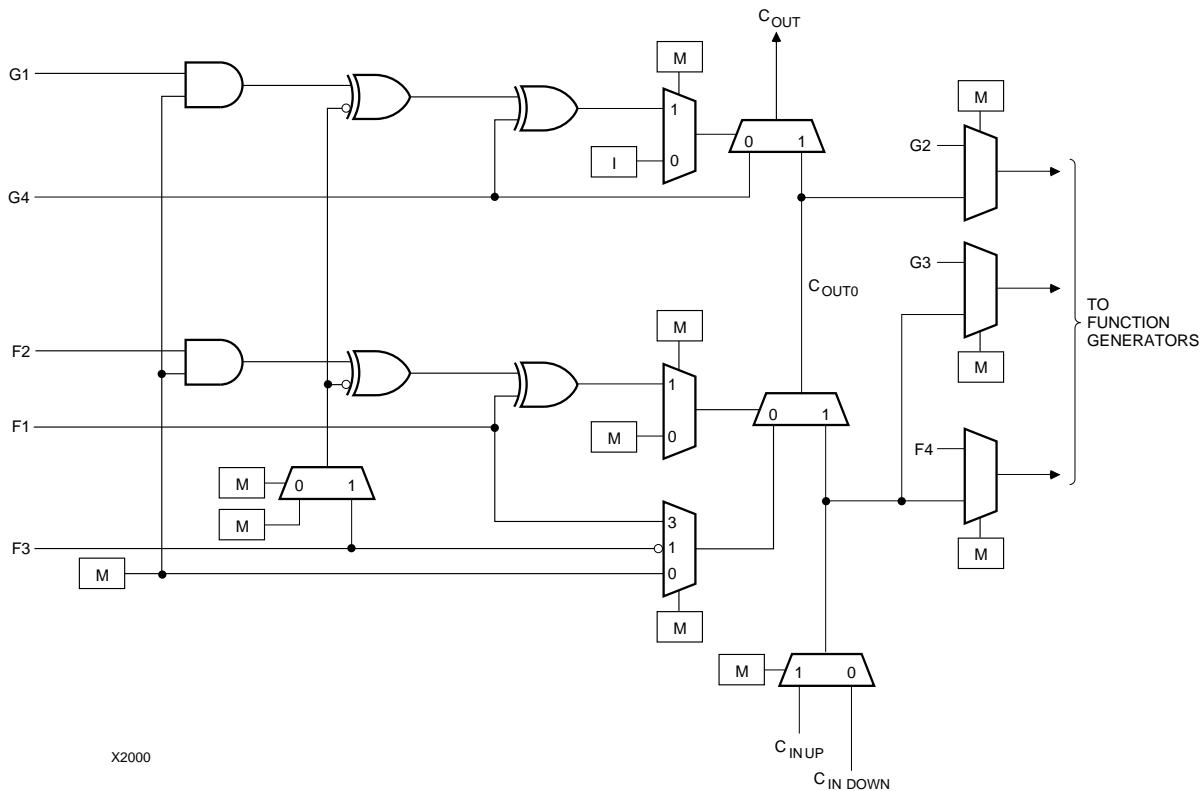 C OUT
M
M
G1
1
G2
0 1
I
0
G4
G3
C OUT0
TO
FUNCTION
GENERATORS
M
F2
M
1
0 1
F1
M
0
F4
M
0 1
M
3
F3
1
M
0
M
M
M
1 0
C IN UP
X2000
C IN DOWN